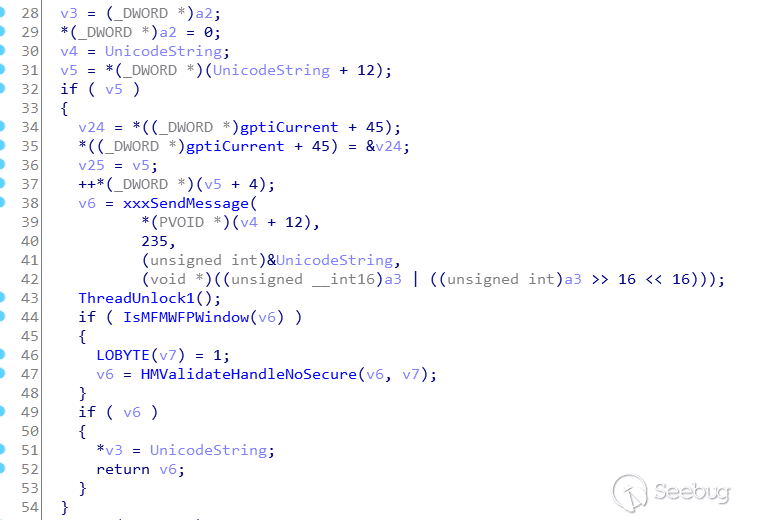 28 v3 = (_DWORD *)a2;
29 *(_DWORD *)a2 = 0;
30 v4 = UnicodeString;
31 v5 = *(_DWORD *)(UnicodeString + 12);
32 if ( v5 )
33 {
34 v24 = *((_DWORD *)gptiCurrent + 45);
35 *((_DWORD *)gptiCurrent + 45) = &v24;
36 v25 = v5;
37 ++*(_DWORD *)(v5 + 4);
38 v6 = xxxSendMessage(
39 *(PVOID *)(v4 + 12),
40 235,
41 (unsigned int)&UnicodeString,
42 (void *)((unsigned __int16)a3 | ((unsigned int)a3 >> 16 << 16)));
43 ThreadUnlock1();
44 if ( IsMFMWFPWindow(v6) )
45 {
46 LOBYTE(v7) = 1;
47 v6 = HMValidateHandleNoSecure(v6, v7);
48 }
49 if ( v6 )
50 {
51 *v3 = UnicodeString;
52 return v6;
53 }
54 }
Seebug